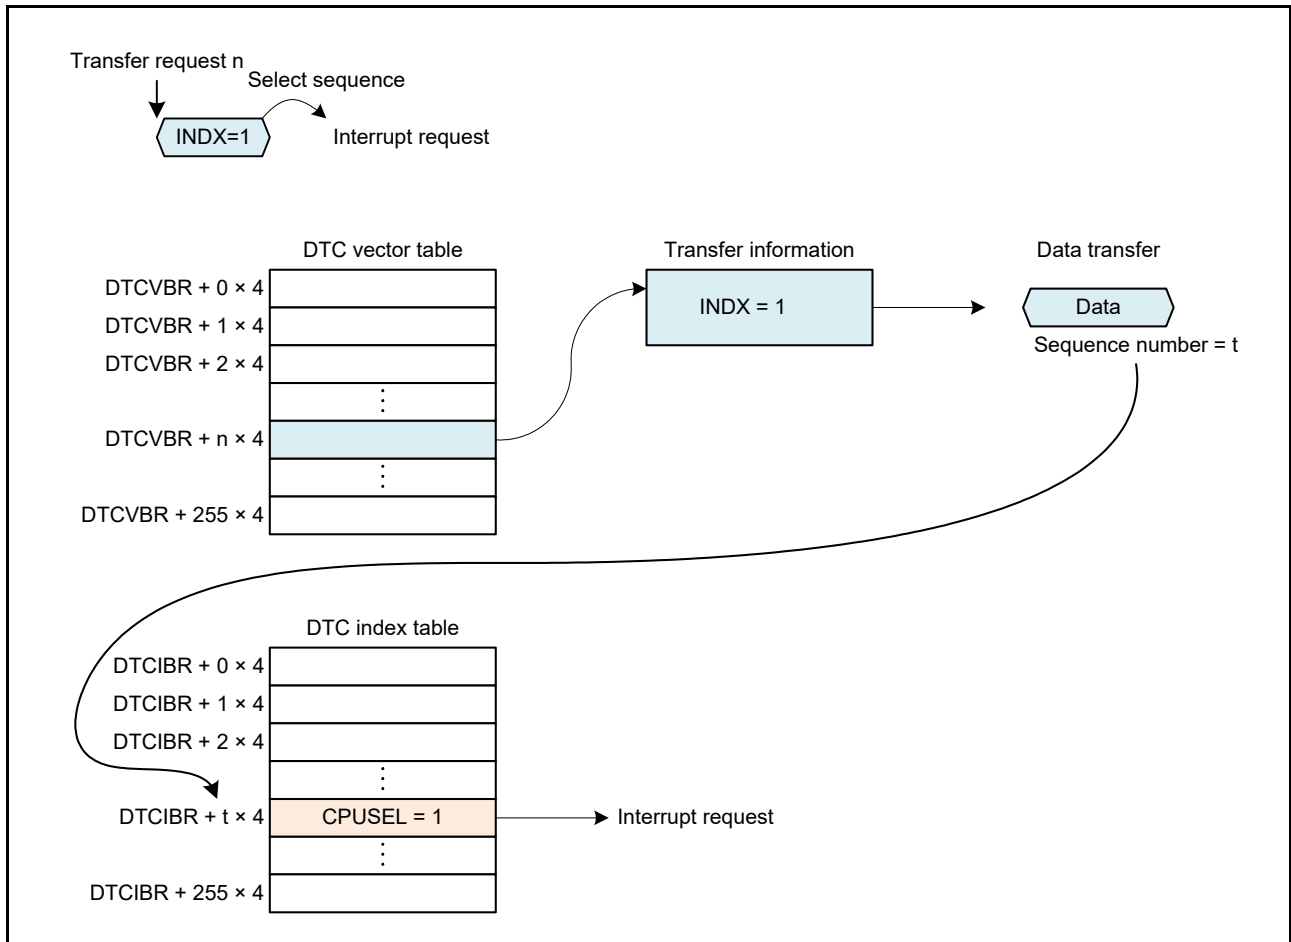 Transfer request n
Select sequence
INDX=1
Interrupt request
DTC vector table
Transfer information
Data transfer
DTCVBR + 0 × 4
DTCVBR + 1 × 4
DTCVBR + 2 × 4
⋮
DTCVBR + n × 4
⋮
DTCVBR + 255 × 4
INDX = 1
Data
Sequence number = t
DTC index table
DTCIBR + 0 × 4
DTCIBR + 1 × 4
DTCIBR + 2 × 4
⋮
DTCIBR + t × 4
CPUSEL = 1
Interrupt request
⋮
DTCIBR + 255 × 4